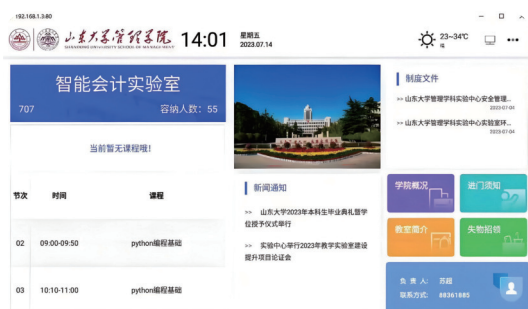 192.168.1.3:80
山东大学管理学院
SHANDONG UNIVERSITY SCHOOL OF MANAGEMENT
14:01
星期五
2023.07.14
23~34℃
晴
智能会计实验室
707
容纳人数：55
当前暂无课程哦！
节次 时间 课程
02 09:00-09:50 python编程基础
03 10:10-11:00 python编程基础
新闻通知
>> 山东大学2023年本科生毕业典礼暨学
位授予仪式举行
>> 实验中心举行2023年教学实验室建设
提升项目论证会
制度文件
>> 山东大学管理学科实验中心安全管理...
2023-07-04
>> 山东大学管理学科实验中心实验室环...
2023-07-04
学院概况
进门须知
教室简介
失物招领
负 责 人： 苏超
联系方式： 88361885